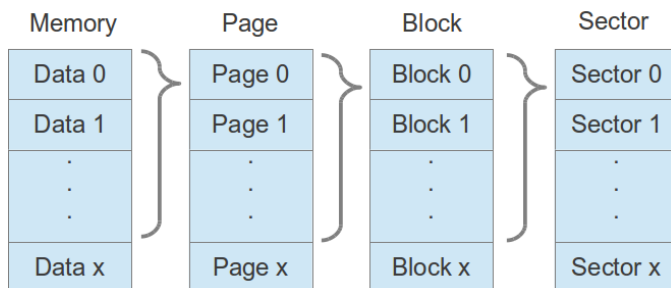 Memory Page Block Sector
Data 0 Page 0 Block 0 Sector 0
Data 1 Page 1 Block 1 Sector 1
. . . .
. . . .
. . . .
Data x Page x Block x Sector x